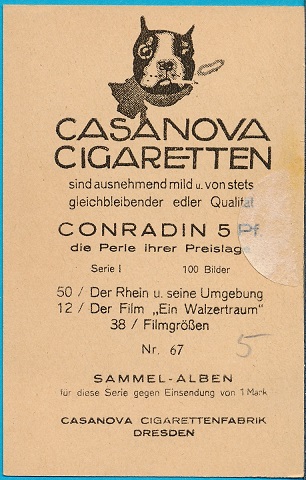 CASANOVA
CIGARETTEN
sind ausnehmend mild u. von stets
gleichbleibender edler Qualität
CONRADIN 5 Pf.
die Perle ihrer Preislage
Serie I 100 Bilder
50 / Der Rhein u. seine Umgebung
12 / Der Film „Ein Walzertraum"
38 / Filmgrößen
Nr. 67
5
SAMMEL-ALBEN
für diese Serie gegen Einsendung von 1 Mark
CASANOVA CIGARETTENFABRIK
DRESDEN